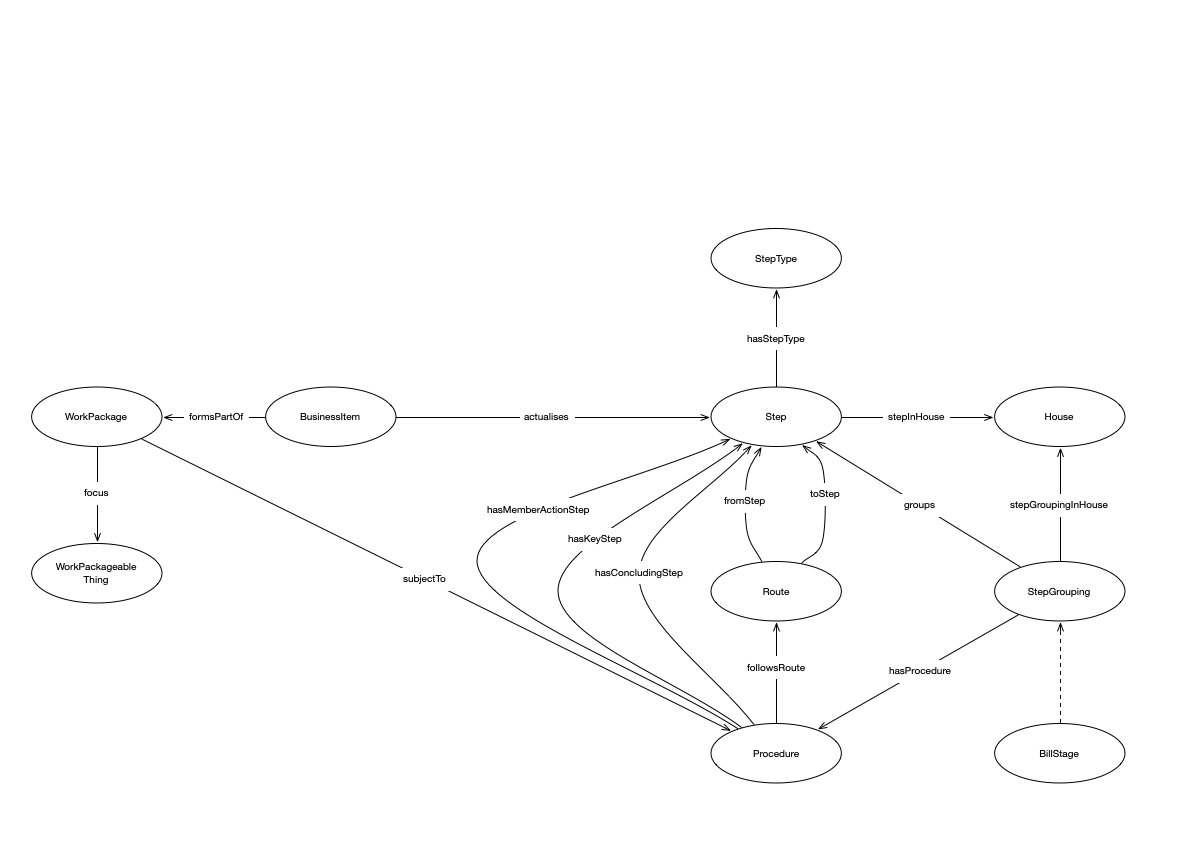 StepType
hasStepType
WorkPackage
formsPartOf
BusinessItem
actualises
Step
stepInHouse
House
focus
hasMemberActionStep
fromStep
toStep
groups
stepGroupingInHouse
hasKeyStep
WorkPackageable
Thing
subjectTo
hasConcludingStep
Route
StepGrouping
followsRoute
hasProcedure
Procedure
BillStage